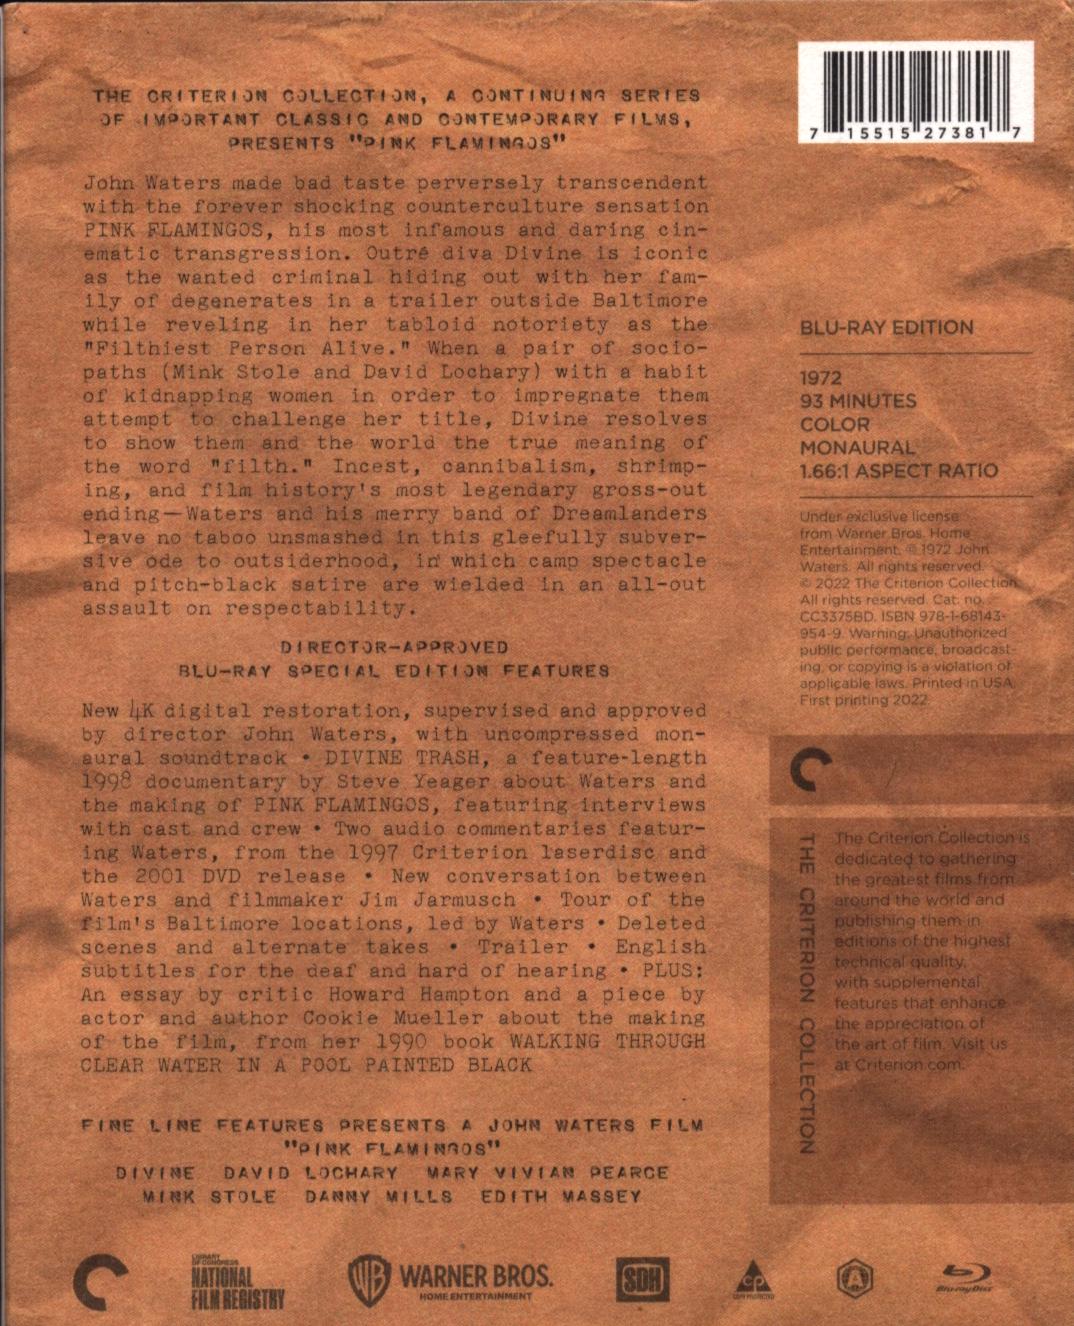 THE CRITERION COLLECTION, A CONTINUING SERIES
OF IMPORTANT CLASSIC AND CONTEMPORARY FILMS,
PRESENTS "PINK FLAMINGOS"
John Waters made bad taste perversely transcendent
with the forever shocking counterculture sensation
PINK FLAMINGOS, his most infamous and daring cin-
ematic transgression. Outré diva Divine is iconic
as the wanted criminal hiding out with her fam-
ily of degenerates in a trailer outside Baltimore
while reveling in her tabloid notoriety as the
"Filthiest Person Alive." When a pair of socio-
paths (Mink Stole and David Lochary) with a habit
of kidnapping women in order to impregnate them
attempt to challenge her title, Divine resolves
to show them and the world the true meaning of
the word "filth." Incest, cannibalism, shrimp-
ing, and film history's most legendary gross-out
ending—Waters and his merry band of Dreamlanders
leave no taboo unsmashed in this gleefully subver-
sive ode to outsiderhood, in which camp spectacle
and pitch-black satire are wielded in an all-out
assault on respectability.
DIRECTOR-APPROVED
BLU-RAY SPECIAL EDITION FEATURES
New 4K digital restoration, supervised and approved
by director John Waters, with uncompressed mon-
aural soundtrack • DIVINE TRASH, a feature-length
1998 documentary by Steve Yeager about Waters and
the making of PINK FLAMINGOS, featuring interviews
with cast and crew • Two audio commentaries featur-
ing Waters, from the 1997 Criterion laserdisc and
the 2001 DVD release • New conversation between
Waters and filmmaker Jim Jarmusch • Tour of the
film's Baltimore locations, led by Waters • Deleted
scenes and alternate takes • Trailer • English
subtitles for the deaf and hard of hearing • PLUS:
An essay by critic Howard Hampton and a piece by
actor and author Cookie Mueller about the making
of the film, from her 1990 book WALKING THROUGH
CLEAR WATER IN A POOL PAINTED BLACK
FINE LINE FEATURES PRESENTS A JOHN WATERS FILM
"PINK FLAMINGOS"
DIVINE DAVID LOCHARY MARY VIVIAN PEARCE
MINK STOLE DANNY MILLS EDITH MASSEY
7 15515 27381 7
BLU-RAY EDITION
1972
93 MINUTES
COLOR
MONAURAL
1.66:1 ASPECT RATIO
Under exclusive license
from Warner Bros. Home
Entertainment. © 1972 John
Waters. All rights reserved.
© 2022 The Criterion Collection.
All rights reserved. Cat. no.
CC3375BD. ISBN 978-1-68143-
954-9. Warning: Unauthorized
public performance, broadcast-
ing, or copying is a violation of
applicable laws. Printed in USA.
First printing 2022.
THE CRITERION COLLECTION
The Criterion Collection is
dedicated to gathering
the greatest films from
around the world and
publishing them in
editions of the highest
technical quality,
with supplemental
features that enhance
the appreciation of
the art of film. Visit us
at Criterion.com.
LIBRARY
OF CONGRESS
NATIONAL
FILM REGISTRY
WB
WARNER BROS.
HOME ENTERTAINMENT
SDH
CP
A
Blu-ray Disc